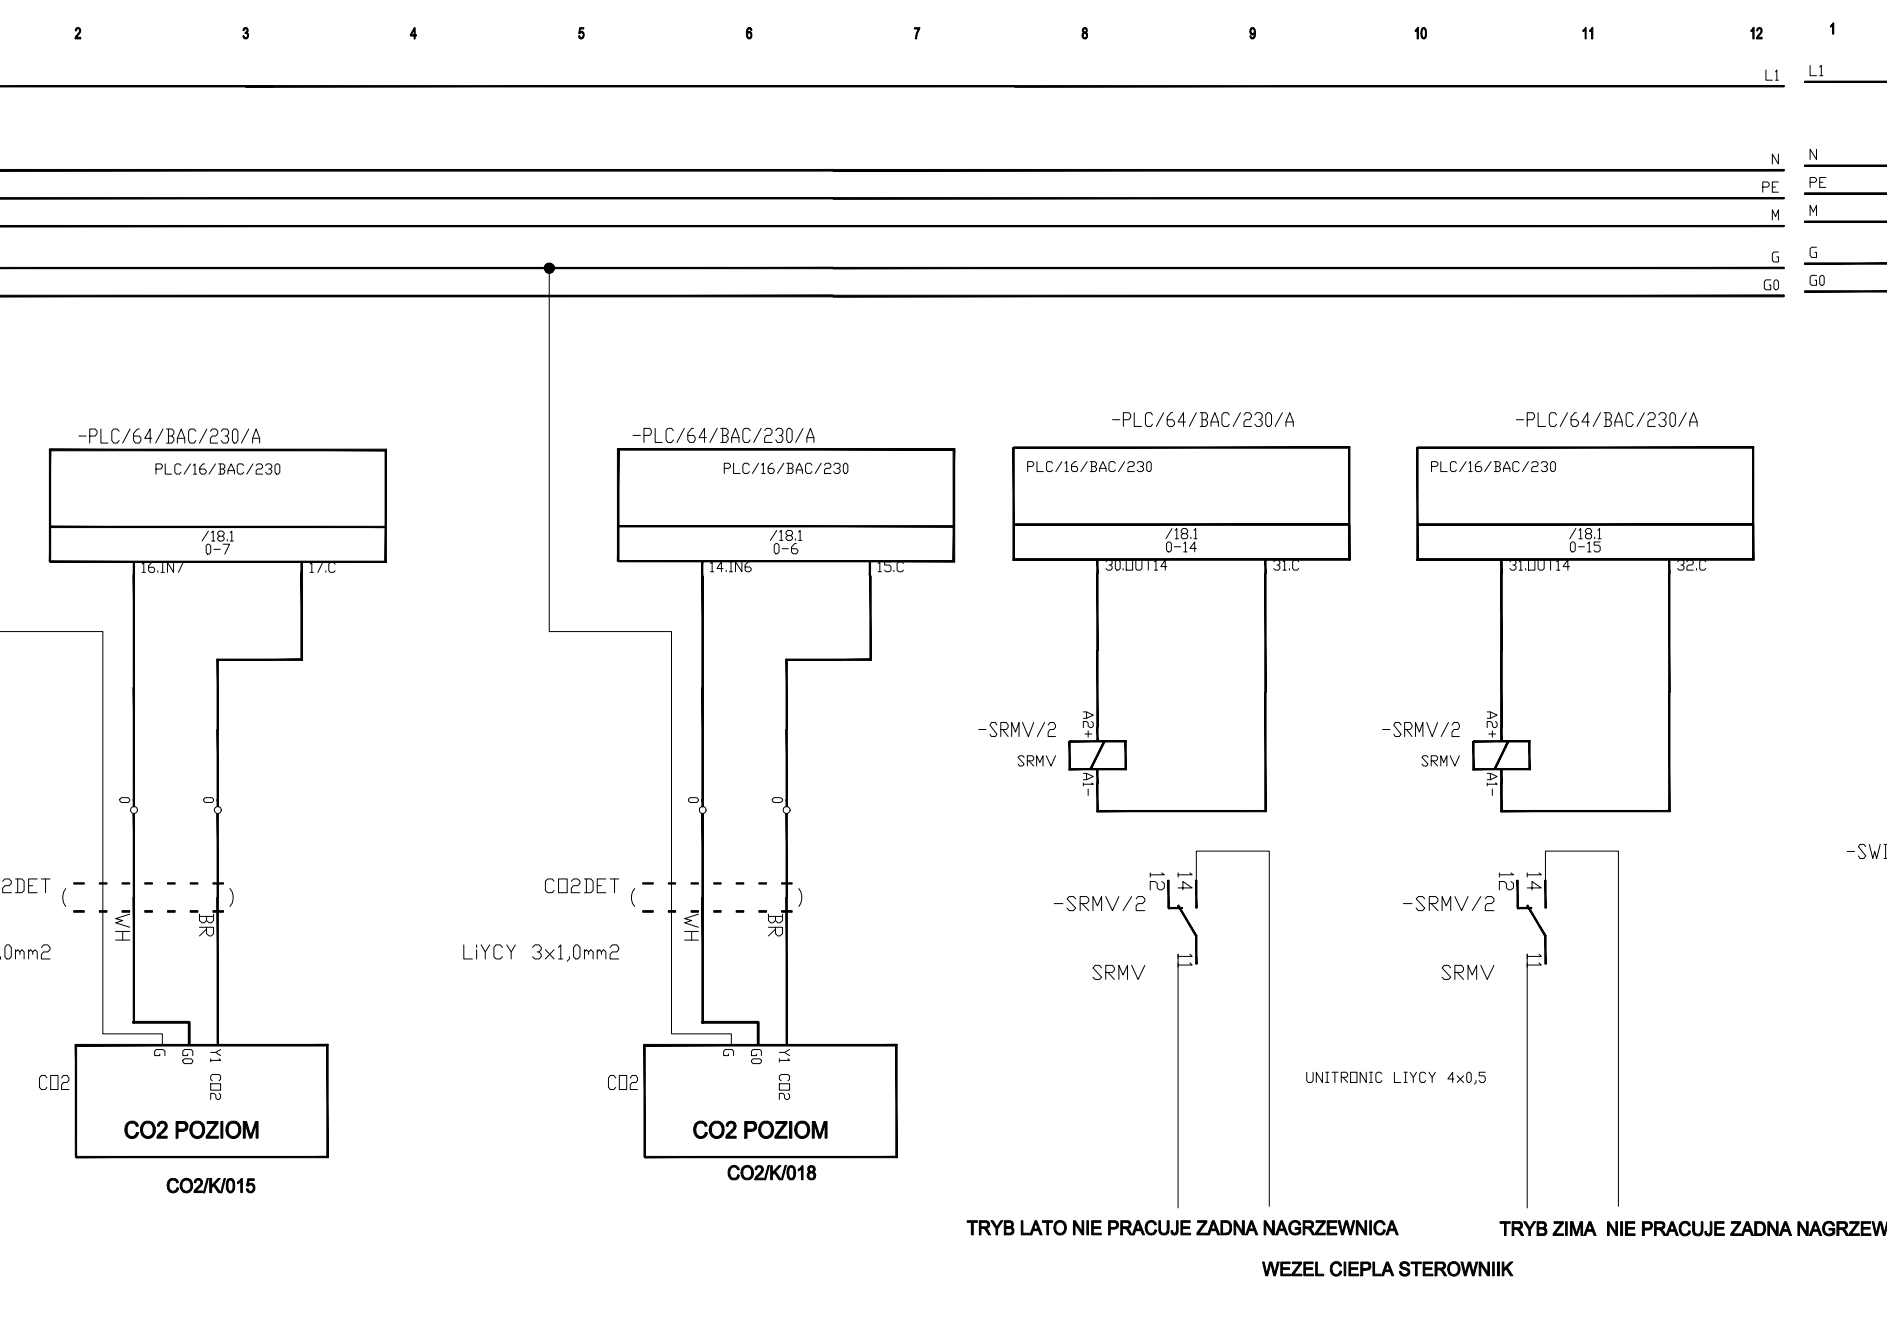 2 3 4 5 6 7 8 9 10 11 12 1
L1 L1
N N
PE PE
M M
G G
G0 G0
-PLC/64/BAC/230/A
PLC/16/BAC/230
/18.1
0-7
16.IN7 17.C
-PLC/64/BAC/230/A
PLC/16/BAC/230
/18.1
0-6
14.IN6 15.C
-PLC/64/BAC/230/A
PLC/16/BAC/230
/18.1
0-14
30.OUT14 31.C
-PLC/64/BAC/230/A
PLC/16/BAC/230
/18.1
0-15
31.OUT14 32.C
0 0
2DET
WH BR
,0mm2
G G0 Y1 CO2
CO2
CO2 POZIOM
CO2/K/015
0 0
CO2DET
WH BR
LiYCY 3x1,0mm2
G G0 Y1 CO2
CO2
CO2 POZIOM
CO2/K/018
A2+
-SRMV/2
SRMV
A1-
12 14
-SRMV/2
11
SRMV
A2+
-SRMV/2
SRMV
A1-
12 14
-SRMV/2
11
SRMV
-SWI
UNITRONIC LIYCY 4x0,5
TRYB LATO NIE PRACUJE ZADNA NAGRZEWNICA
TRYB ZIMA NIE PRACUJE ZADNA NAGRZEW
WEZEL CIEPLA STEROWNIIK